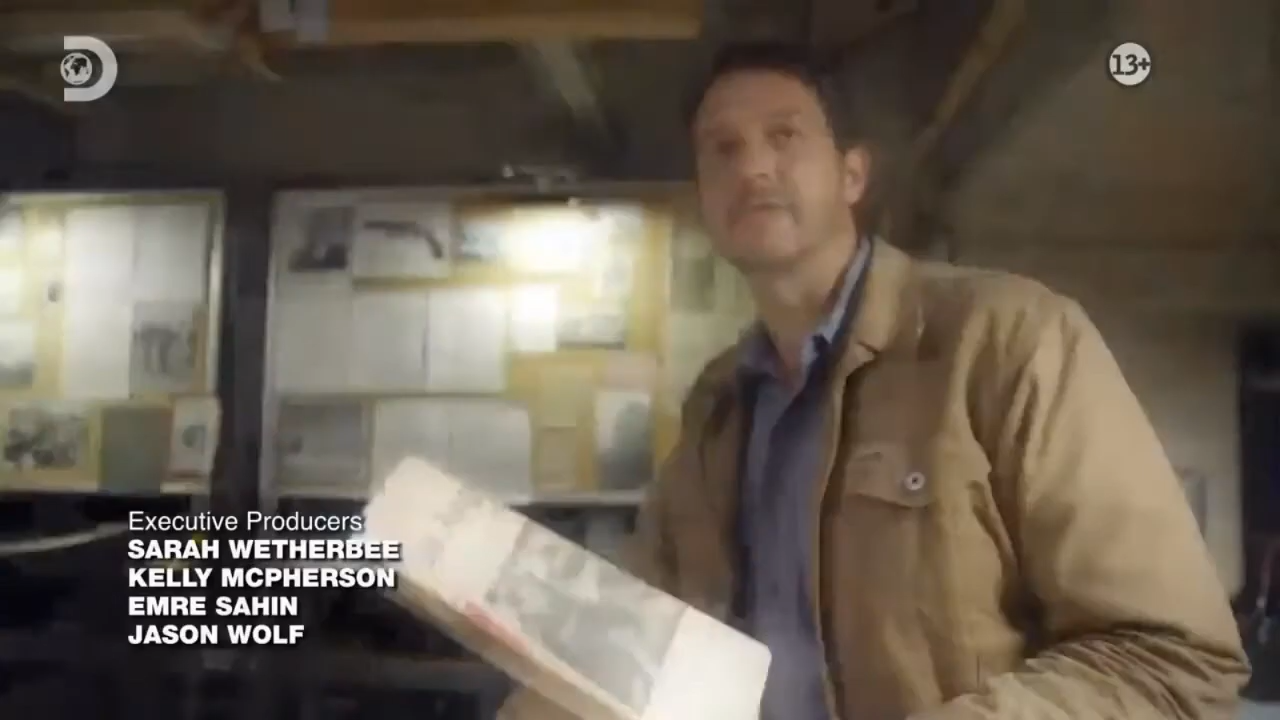 13+
Executive Producers
SARAH WETHERBEE
KELLY MCPHERSON
EMRE SAHIN
JASON WOLF